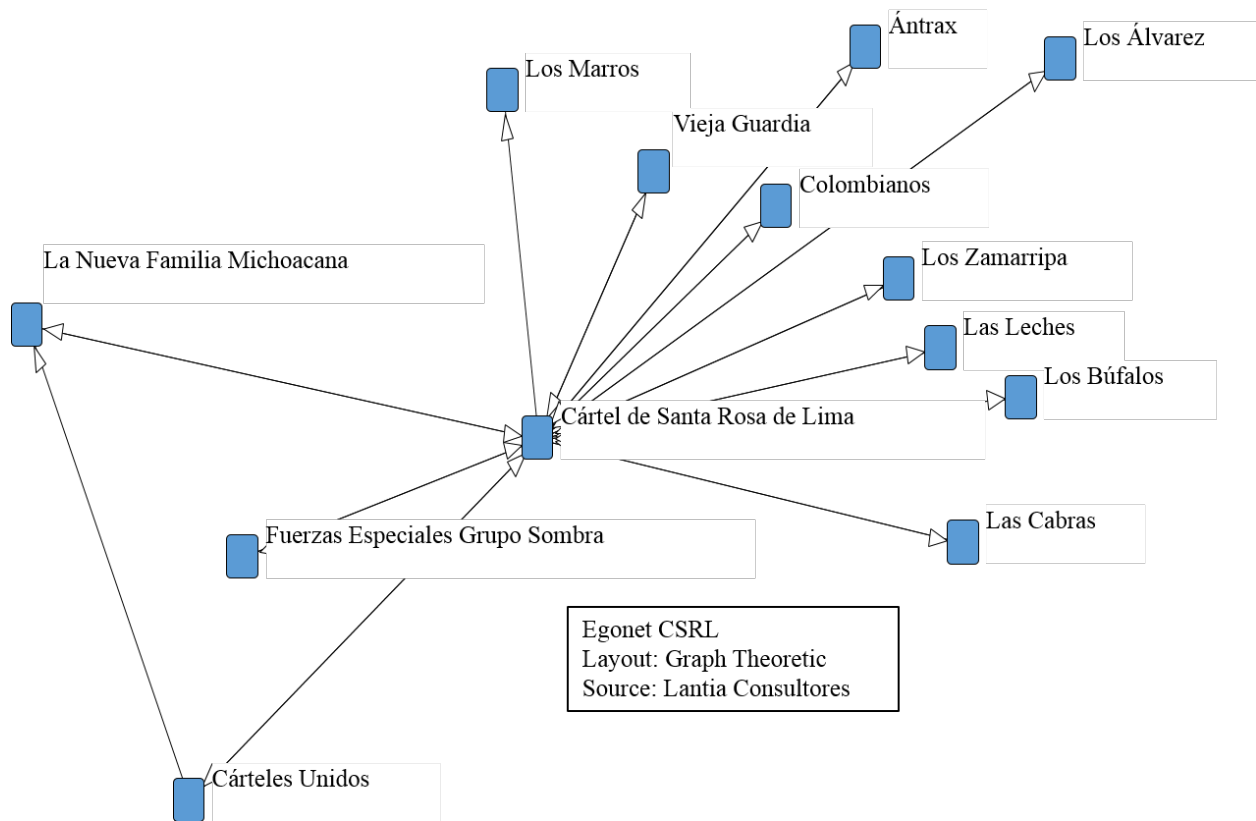 Ántrax
Los Álvarez
Los Marros
Vieja Guardia
Colombianos
La Nueva Familia Michoacana
Los Zamarripa
Las Leches
Los Búfalos
Cártel de Santa Rosa de Lima
Las Cabras
Fuerzas Especiales Grupo Sombra
Egonet CSRL
Layout: Graph Theoretic
Source: Lantia Consultores
Cárteles Unidos